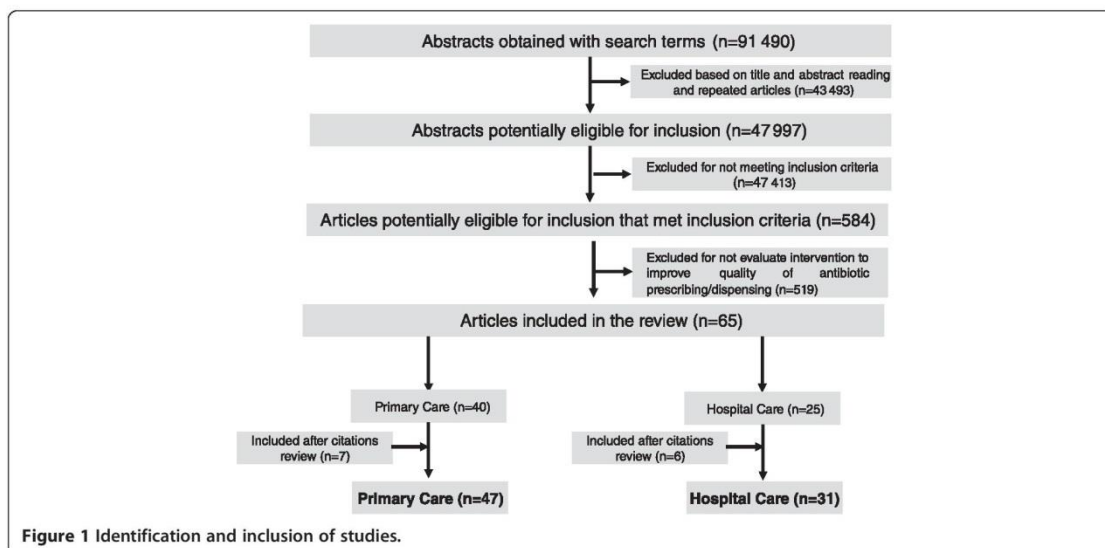 Abstracts obtained with search terms (n=91 490)
Excluded based on title and abstract reading
and repeated articles (n=43 493)
Abstracts potentially eligible for inclusion (n=47 997)
Excluded for not meeting inclusion criteria
(n=47 413)
Articles potentially eligible for inclusion that met inclusion criteria (n=584)
Excluded for not evaluate intervention to
improve quality of antibiotic
prescribing/dispensing (n=519)
Articles included in the review (n=65)
Primary Care (n=40)
Hospital Care (n=25)
Included after citations
review (n=7)
Included after citations
review (n=6)
Primary Care (n=47)
Hospital Care (n=31)
Figure 1 Identification and inclusion of studies.